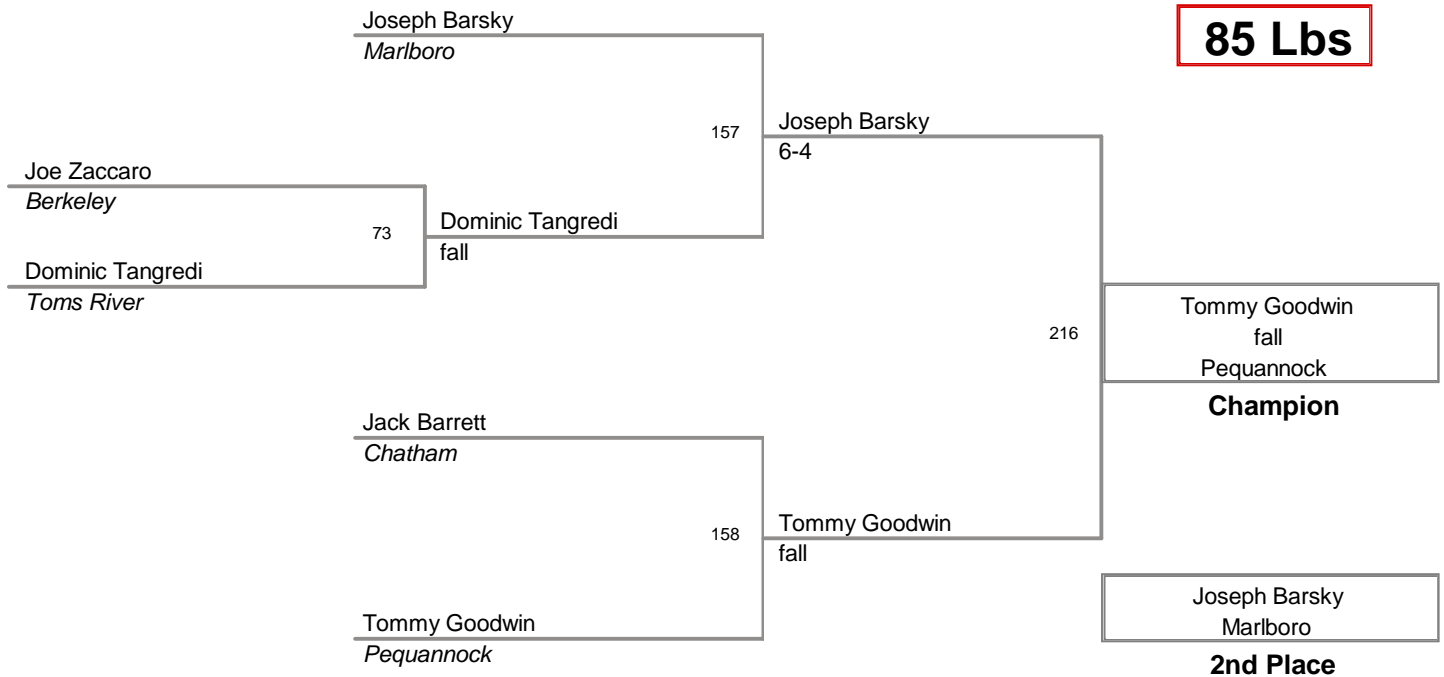 Joseph Barsky
Marlboro
85 Lbs
157
Joseph Barsky
6-4
Joe Zaccaro
Berkeley
73
Dominic Tangredi
fall
Dominic Tangredi
Toms River
216
Tommy Goodwin
fall
Pequannock
Champion
Jack Barrett
Chatham
158
Tommy Goodwin
fall
Tommy Goodwin
Pequannock
Joseph Barsky
Marlboro
2nd Place